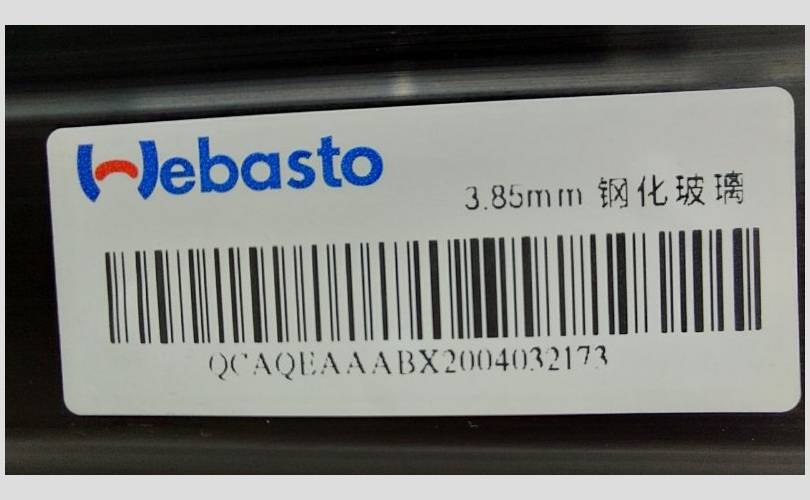 Webasto
3.85mm 钢化玻璃
QCAQEAAABX2004032173